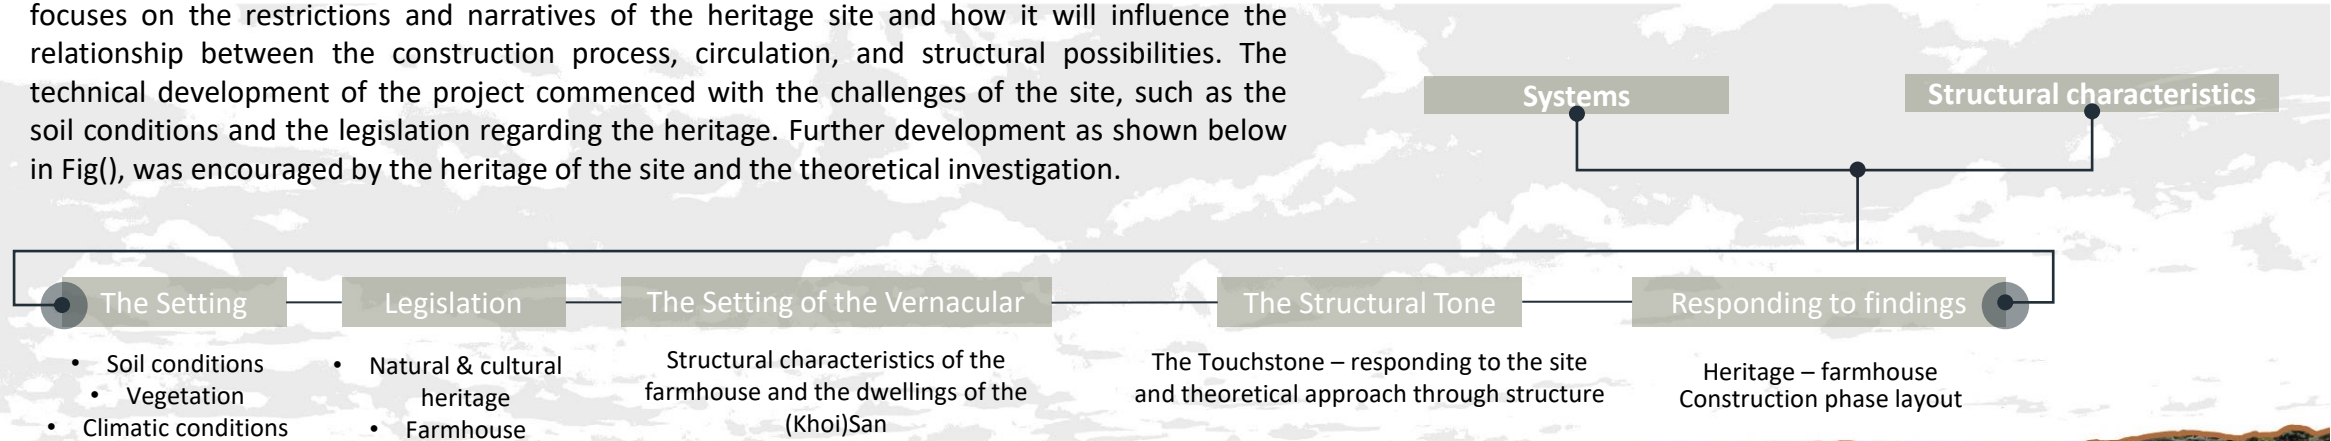 focuses on the restrictions and narratives of the heritage site and how it will influence the
relationship between the construction process, circulation, and structural possibilities. The
technical development of the project commenced with the challenges of the site, such as the
soil conditions and the legislation regarding the heritage. Further development as shown below
in Fig(), was encouraged by the heritage of the site and the theoretical investigation.
Systems
Structural characteristics
The Setting
Legislation
The Setting of the Vernacular
The Structural Tone
Responding to findings
• Soil conditions
• Vegetation
• Climatic conditions
• Natural & cultural
heritage
• Farmhouse
Structural characteristics of the
farmhouse and the dwellings of the
(Khoi)San
The Touchstone – responding to the site
and theoretical approach through structure
Heritage – farmhouse
Construction phase layout